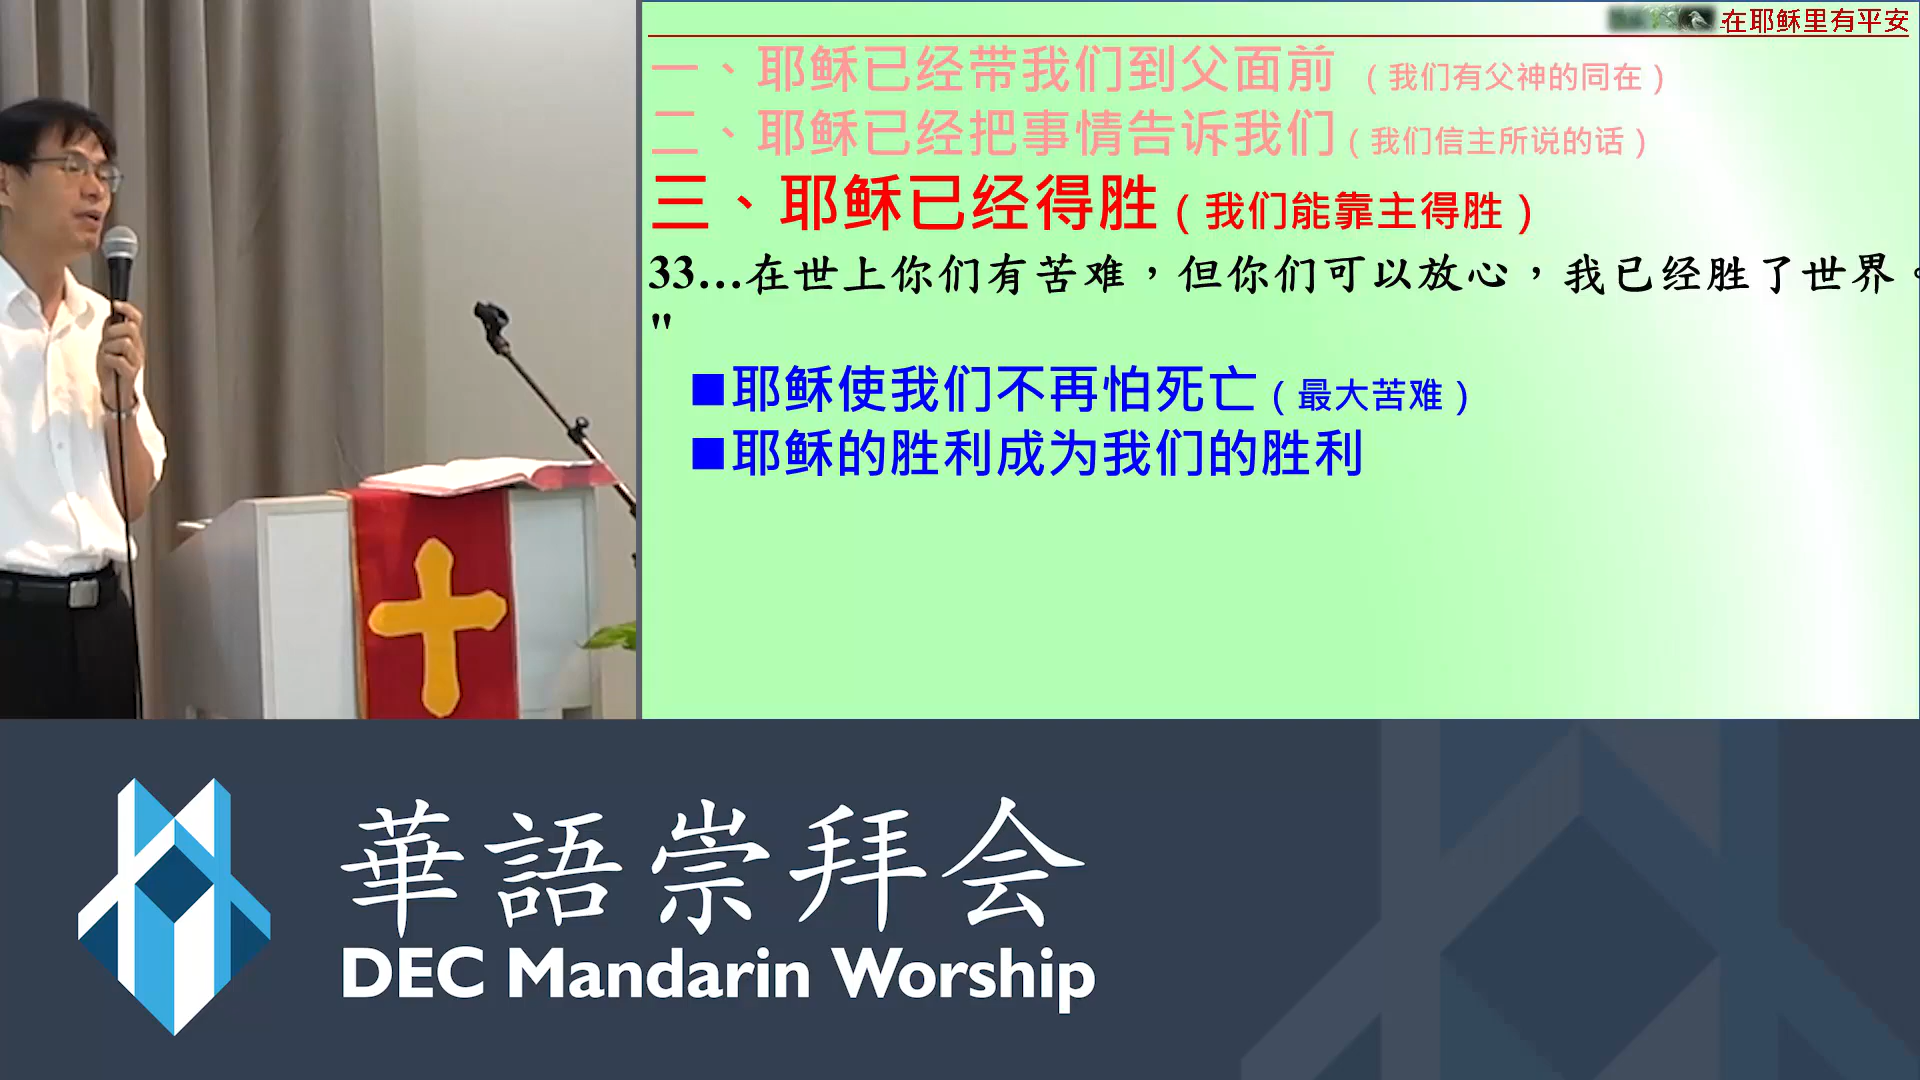 在耶稣里有平安
一、耶稣已经带我们到父面前（我们有父神的同在）
二、耶稣已经把事情告诉我们（我们信主所说的话）
三、耶稣已经得胜（我们能靠主得胜）
33...在世上你们有苦难，但你们可以放心，我已经胜了世界。
"
■耶稣使我们不再怕死亡（最大苦难）
■耶稣的胜利成为我们的胜利
華語崇拜会
DEC Mandarin Worship